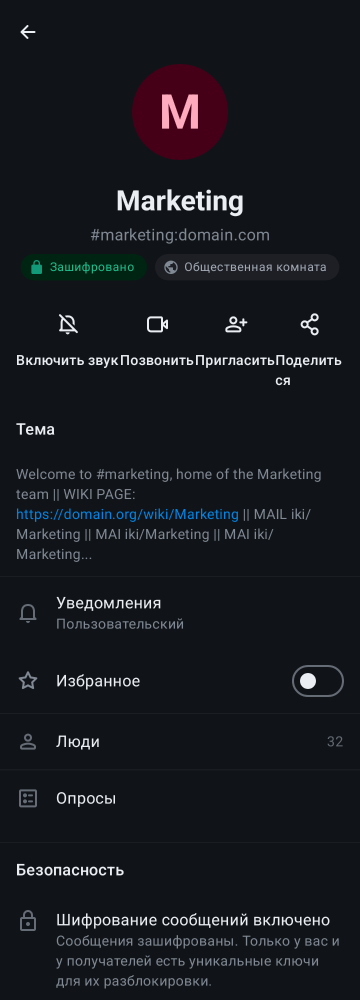 M
Marketing
#marketing:domain.com
Зашифровано
Общественная комната
Включить звук
Позвонить
Пригласить
Поделить
ся
Тема
Welcome to #marketing, home of the Marketing
team || WIKI PAGE:
https://domain.org/wiki/Marketing || MAIL iki/
Marketing || MAI iki/Marketing || MAI iki/
Marketing...
Уведомления
Пользовательский
Избранное
Люди
32
Опросы
Безопасность
Шифрование сообщений включено
Сообщения зашифрованы. Только у вас и
у получателей есть уникальные ключи
для их разблокировки.